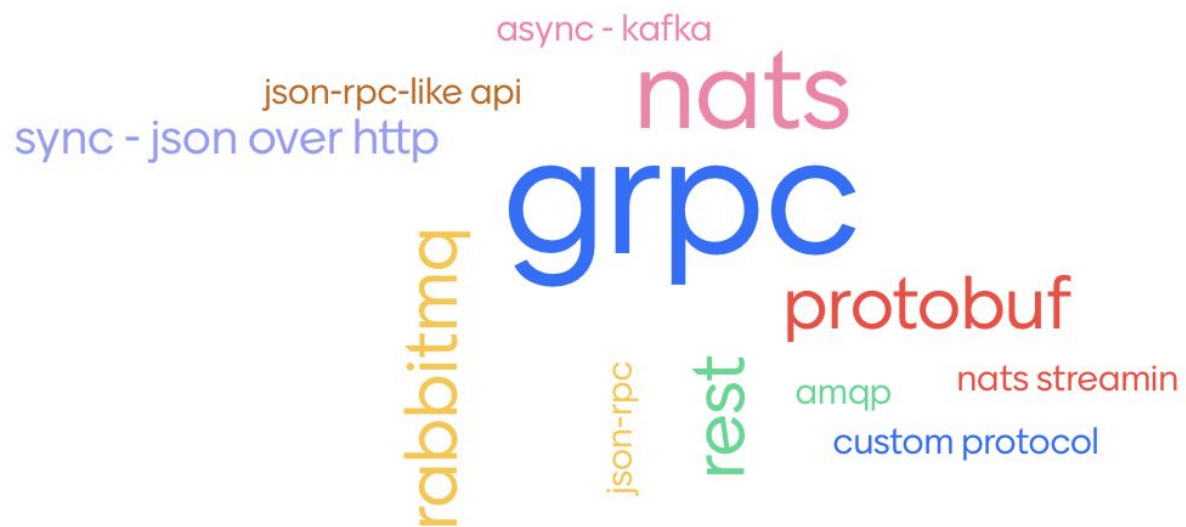 async - kafka
nats
json-rpc-like api
sync - json over http
grpc
rabbitmq
protobuf
json-rpc
rest
amqp
nats streamin
custom protocol